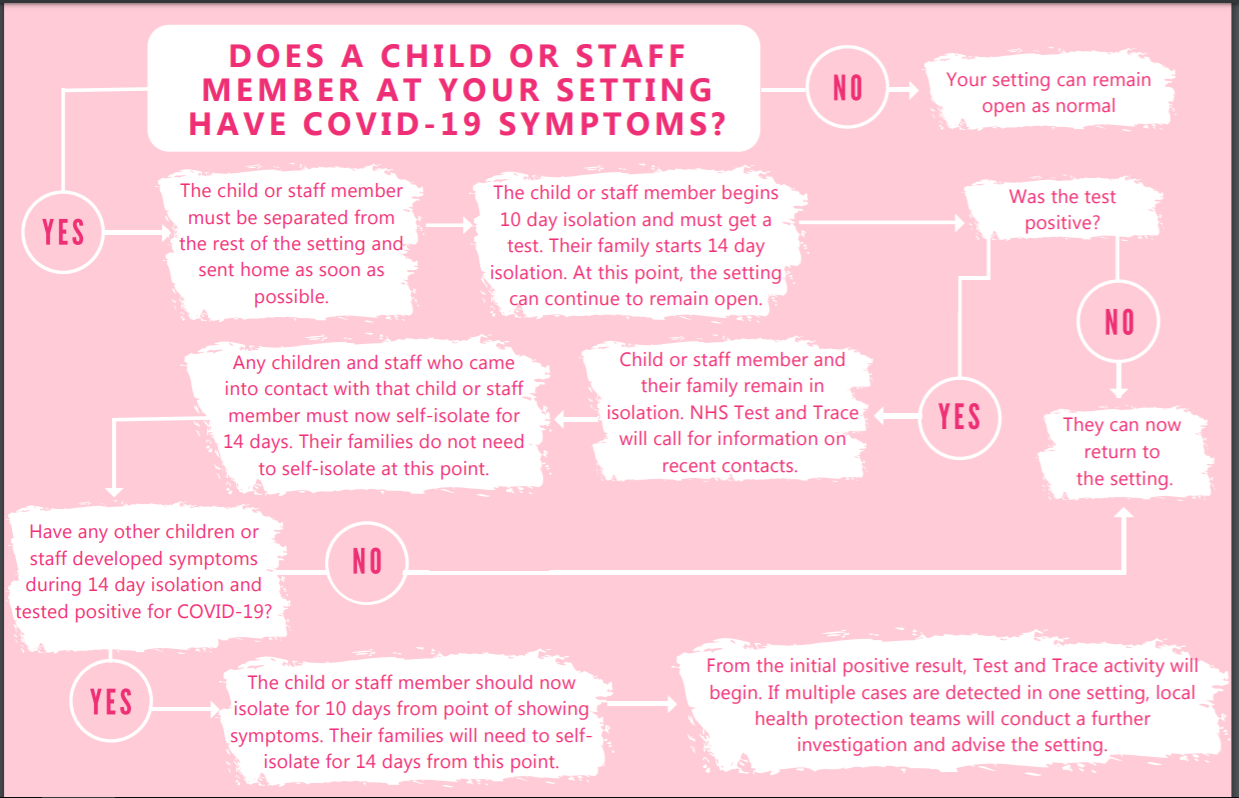 DOES A CHILD OR STAFF
MEMBER AT YOUR SETTING
HAVE COVID-19 SYMPTOMS?
NO
Your setting can remain
open as normal
YES
The child or staff member
must be separated from
the rest of the setting and
sent home as soon as
possible.
The child or staff member begins
10 day isolation and must get a
test. Their family starts 14 day
isolation. At this point, the setting
can continue to remain open.
Was the test
positive?
NO
They can now
return to
the setting.
YES
Child or staff member and
their family remain in
isolation. NHS Test and Trace
will call for information on
recent contacts.
Any children and staff who came
into contact with that child or staff
member must now self-isolate for
14 days. Their families do not need
to self-isolate at this point.
Have any other children or
staff developed symptoms
during 14 day isolation and
tested positive for COVID-19?
NO
YES
The child or staff member should now
isolate for 10 days from point of showing
symptoms. Their families will need to self-
isolate for 14 days from this point.
From the initial positive result, Test and Trace activity will
begin. If multiple cases are detected in one setting, local
health protection teams will conduct a further
investigation and advise the setting.